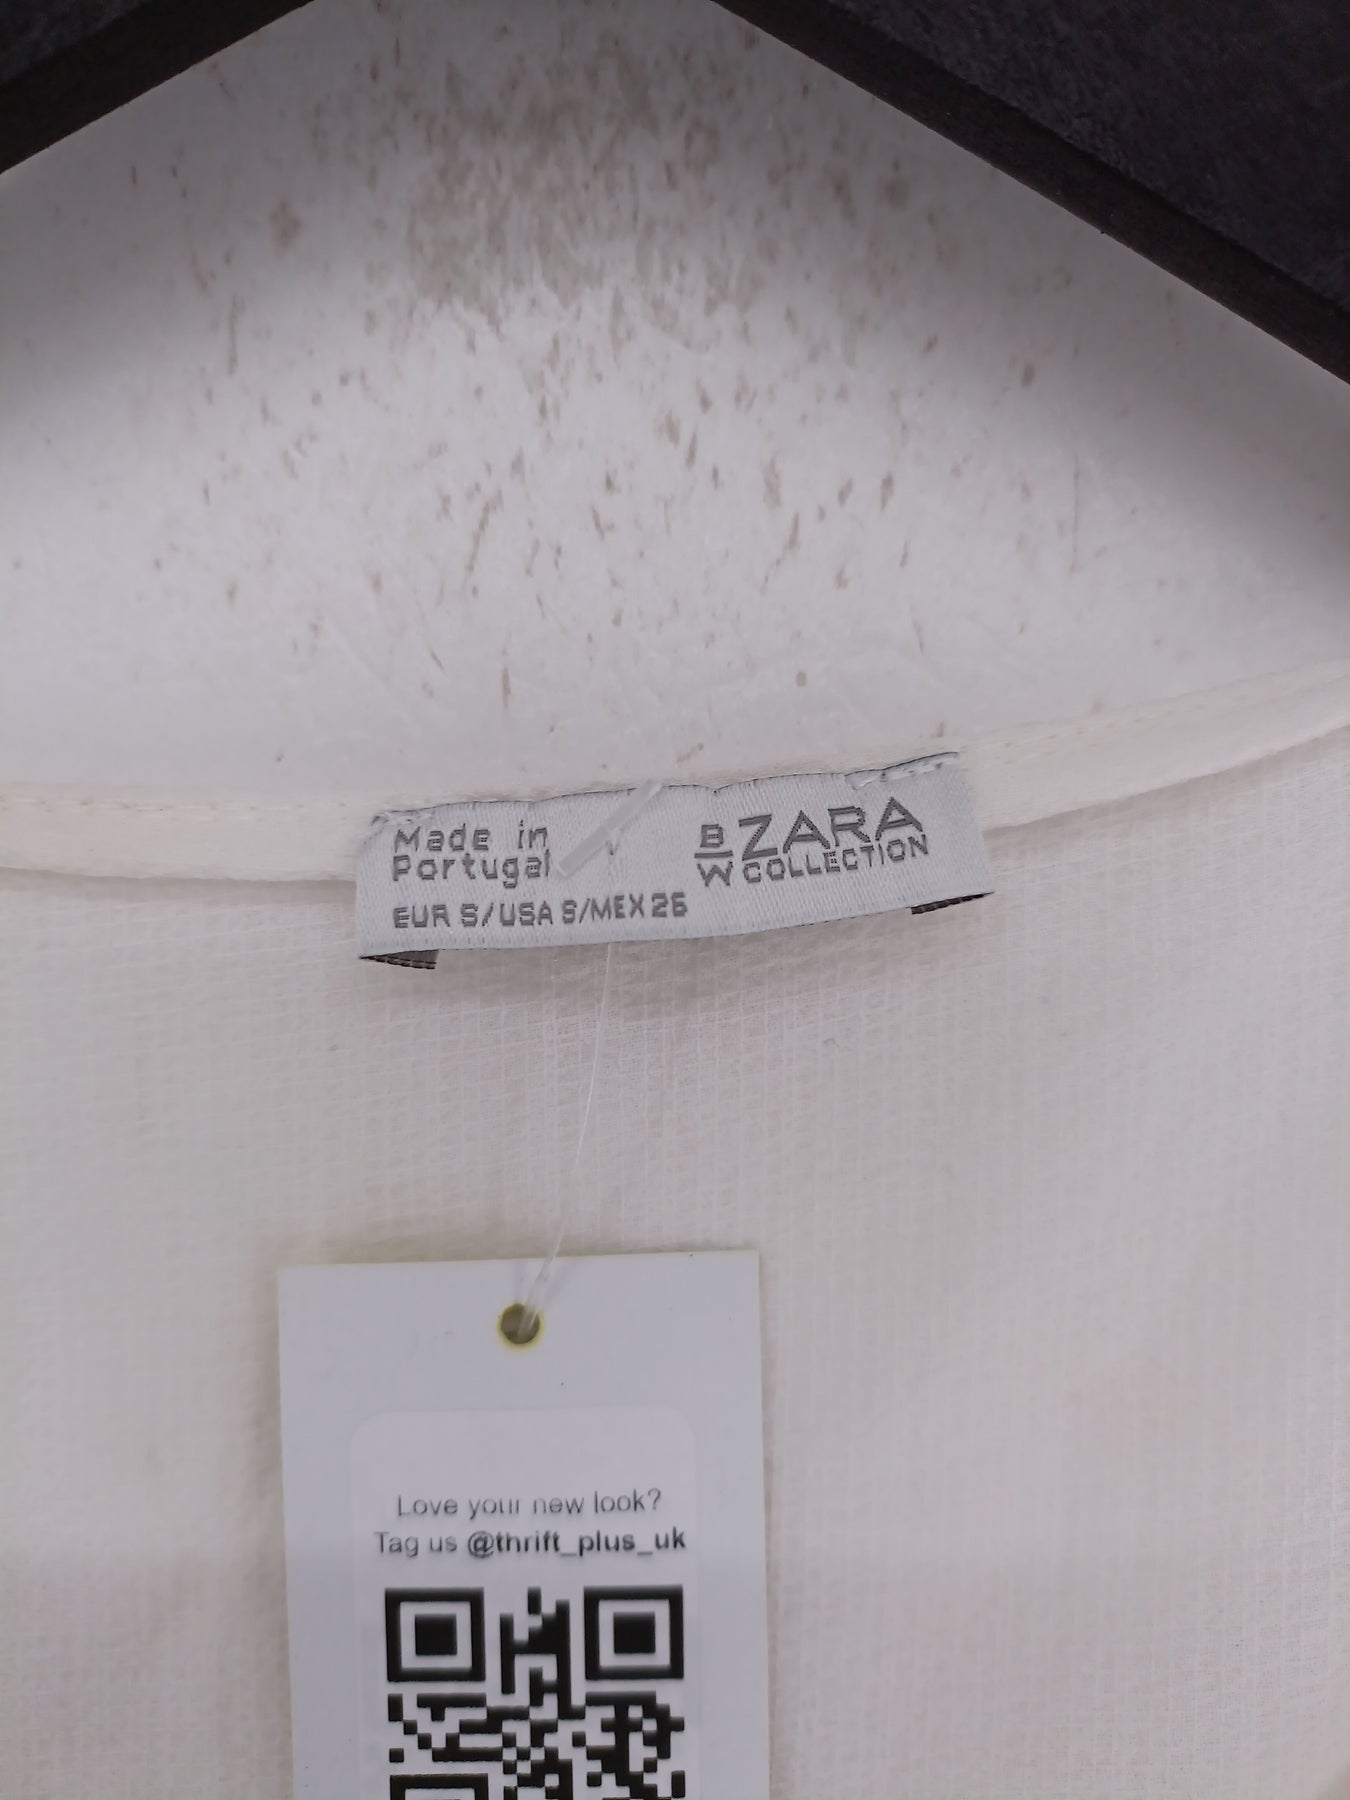 Made in
Portugal
EUR S/USA S/MEX 26
B
W
ZARA
COLLECTION
Love your new look?
Tag us @thrift_plus_uk